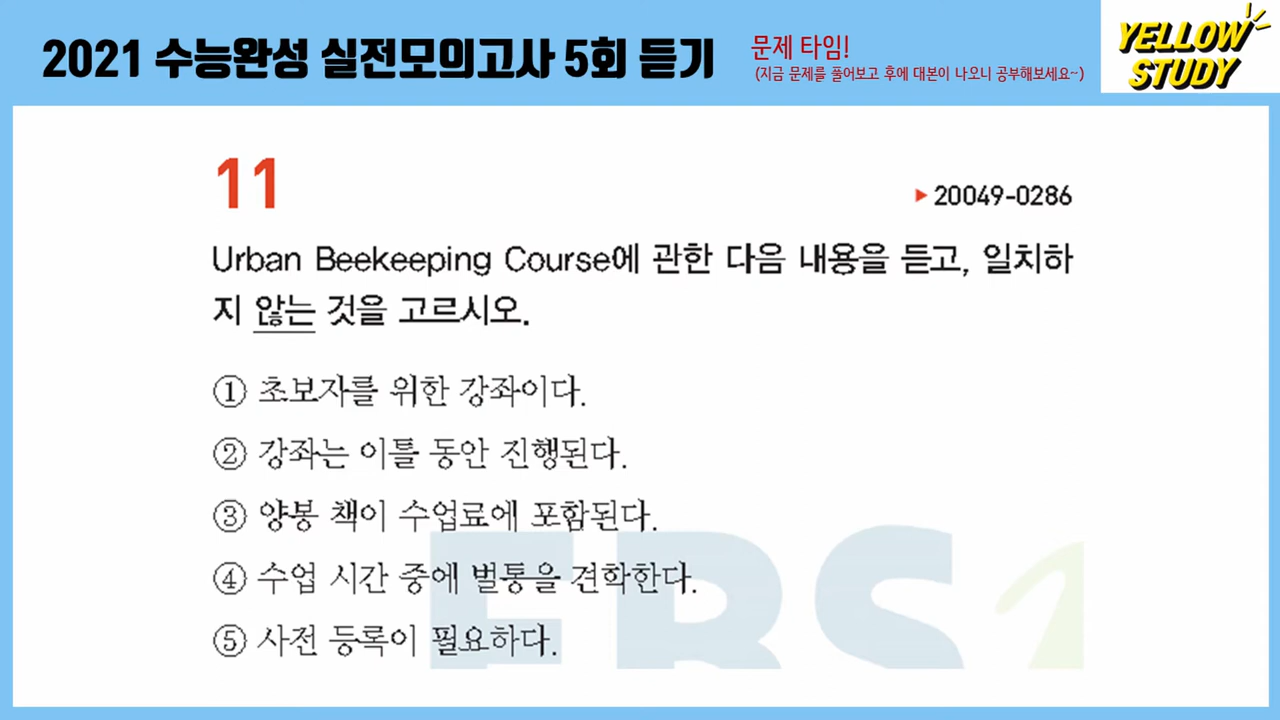 2021 수능완성 실전모의고사 5회 듣기
문제 타임!
(지금 문제를 풀어보고 후에 대본이 나오니 공부해보세요~)
YELLOW
STUDY
11
▶ 20049-0286
Urban Beekeeping Course에 관한 다음 내용을 듣고, 일치하
지 않는 것을 고르시오.
① 초보자를 위한 강좌이다.
② 강좌는 이틀 동안 진행된다.
③ 양봉 책이 수업료에 포함된다.
④ 수업 시간 중에 벌통을 견학한다.
⑤ 사전 등록이 필요하다.
EBS